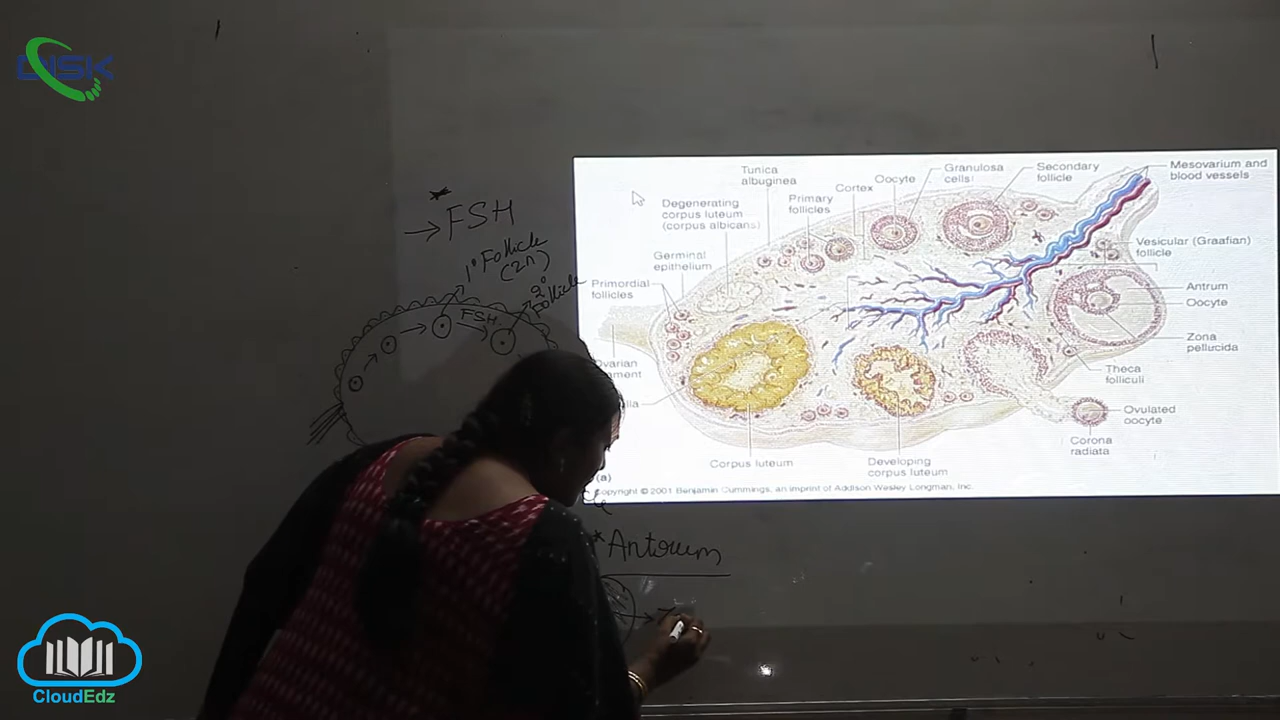 DISK
→ FSH
1° Follicle
(2n)
FSH
2°
Follicle
*Antrum
Tunica
albuginea
Degenerating
corpus luteum
(corpus albicans)
Germinal
epithelium
Primordial
follicles
Primary
follicles
Cortex
Oocyte
Granulosa
cells
Secondary
follicle
Mesovarium and
blood vessels
Vesicular (Graafian)
follicle
Antrum
Oocyte
Zona
pellucida
Theca
folliculi
Ovulated
oocyte
Corona
radiata
Developing
corpus luteum
Corpus luteum
(a)
Copyright © 2001 Benjamin Cummings, an imprint of Addison Wesley Longman, Inc.
CloudEdz